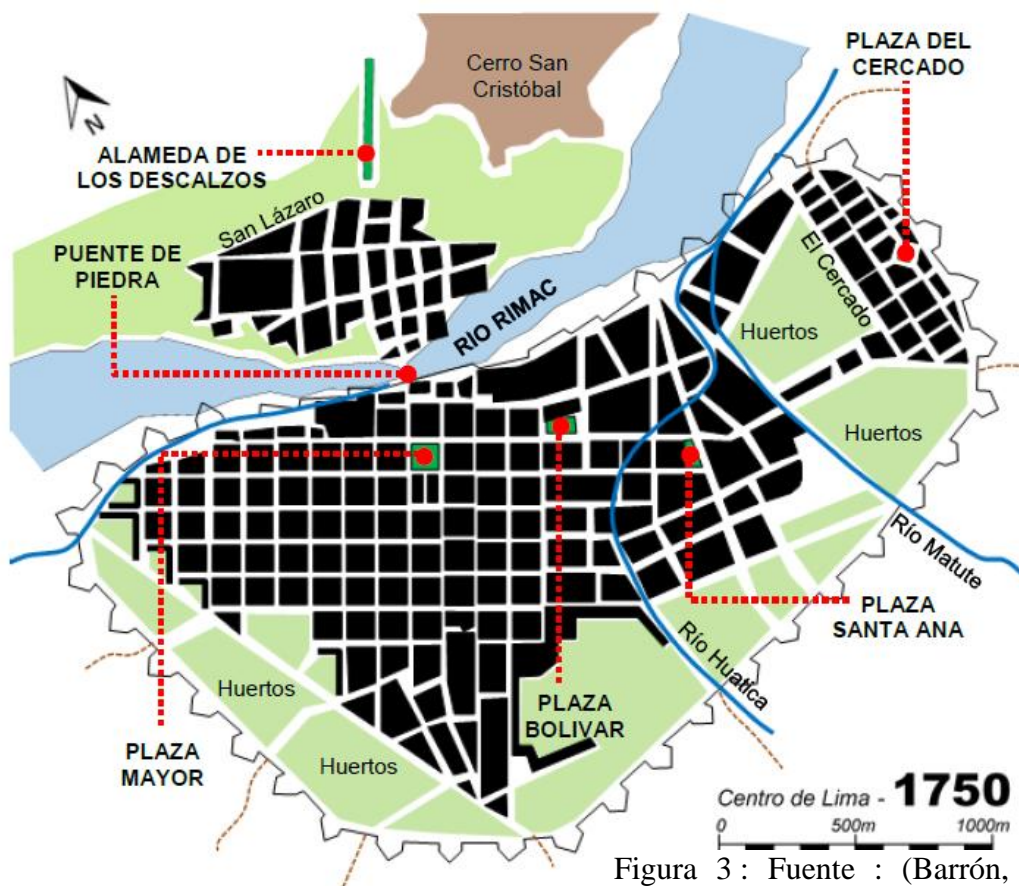 Cerro San
Cristóbal
PLAZA DEL
CERCADO
N
ALAMEDA DE
LOS DESCALZOS
San Lázaro
PUENTE DE
PIEDRA
RIO RIMAC
El Cercado
Huertos
Huertos
Río Matute
PLAZA
SANTA ANA
Río Huatica
Huertos
PLAZA
BOLIVAR
PLAZA
MAYOR
Huertos
Centro de Lima - 1750
0 500m 1000m
Figura 3 : Fuente : (Barrón,